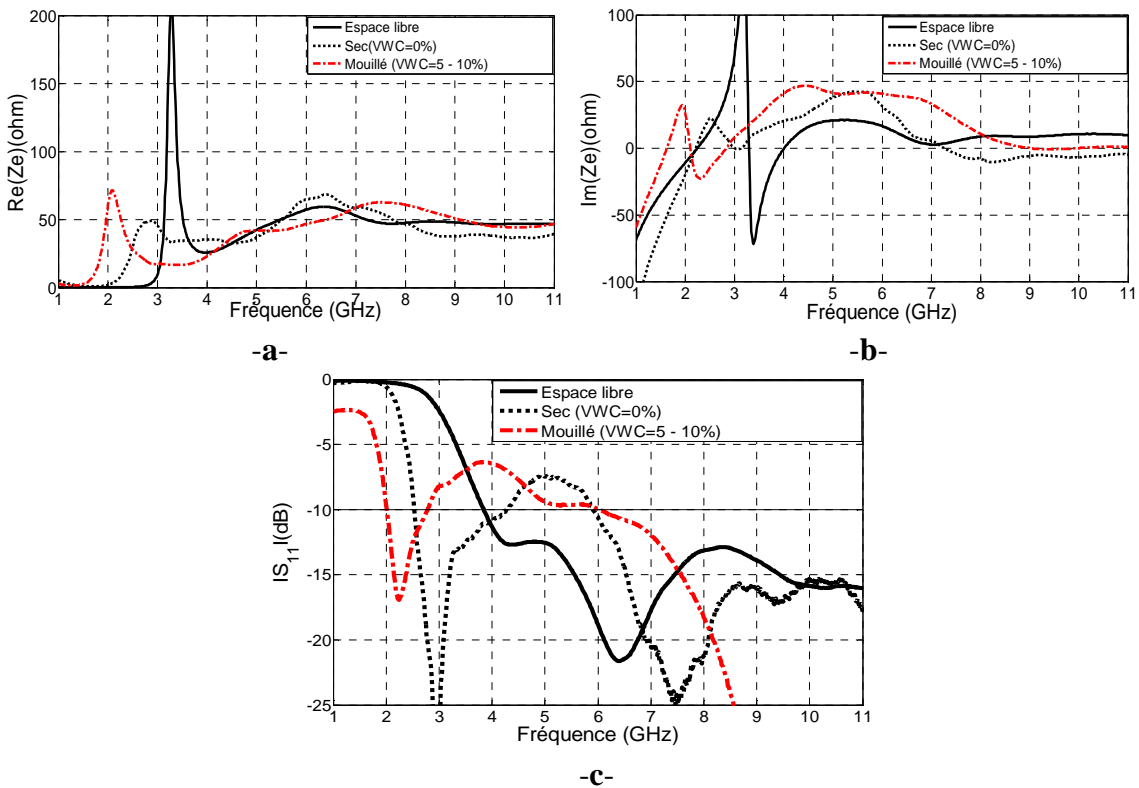 Re(Ze)(ohm)
200
150
100
50
0
Espace libre
Sec(VWC=0%)
Mouillé (VWC=5 - 10%)
1 2 3 4 5 6 7 8 9 10 11
Fréquence (GHz)
-a-
Im(Ze)(ohm)
100
50
0
-50
-100
Espace libre
Sec (VWC=0%)
Mouillé (VWC=5 - 10%)
1 2 3 4 5 6 7 8 9 10 11
Fréquence (GHz)
-b-
IS11I(dB)
0
-5
-10
-15
-20
-25
Espace libre
Sec (VWC=0%)
Mouillé (VWC=5 - 10%)
1 2 3 4 5 6 7 8 9 10 11
Fréquence (GHz)
-c-